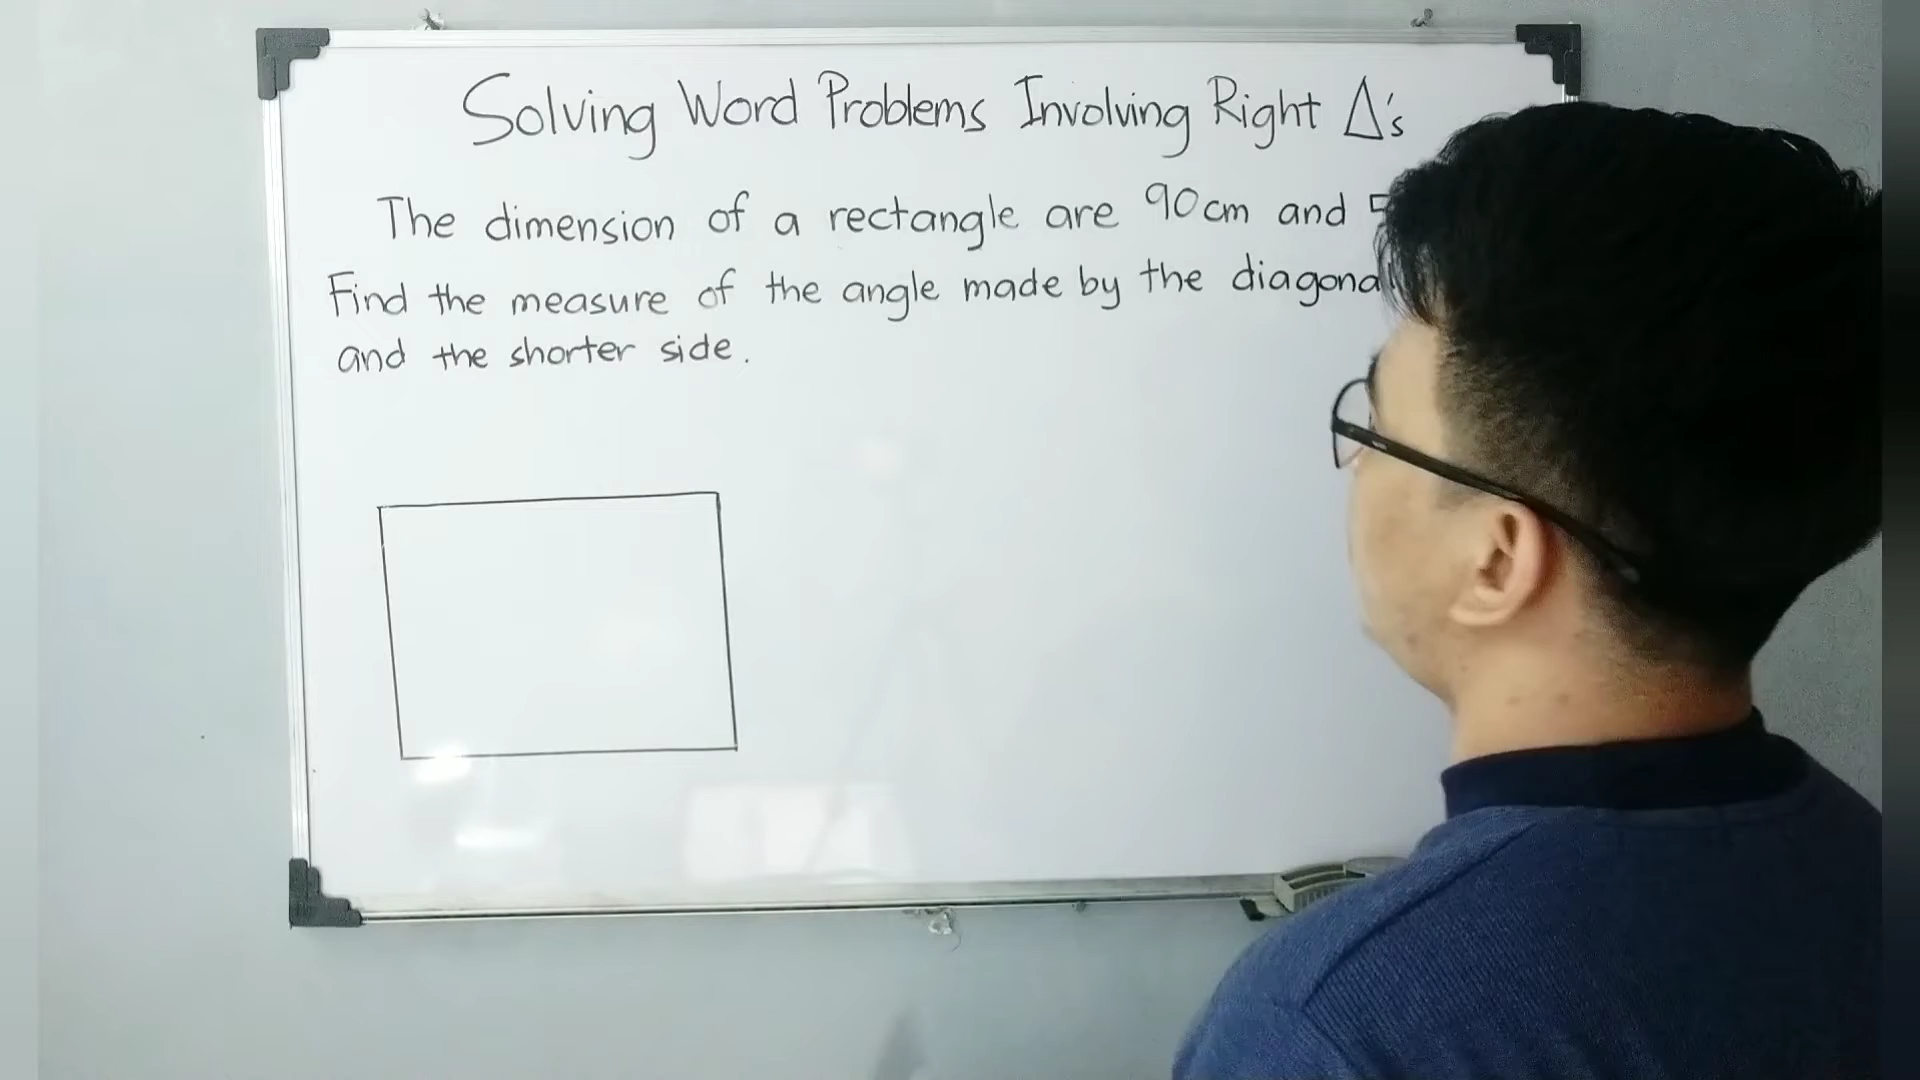 Solving Word Problems Involving Right Δ's
The dimension of a rectangle are 90cm and
Find the measure of the angle made by the diagonal
and the shorter side.